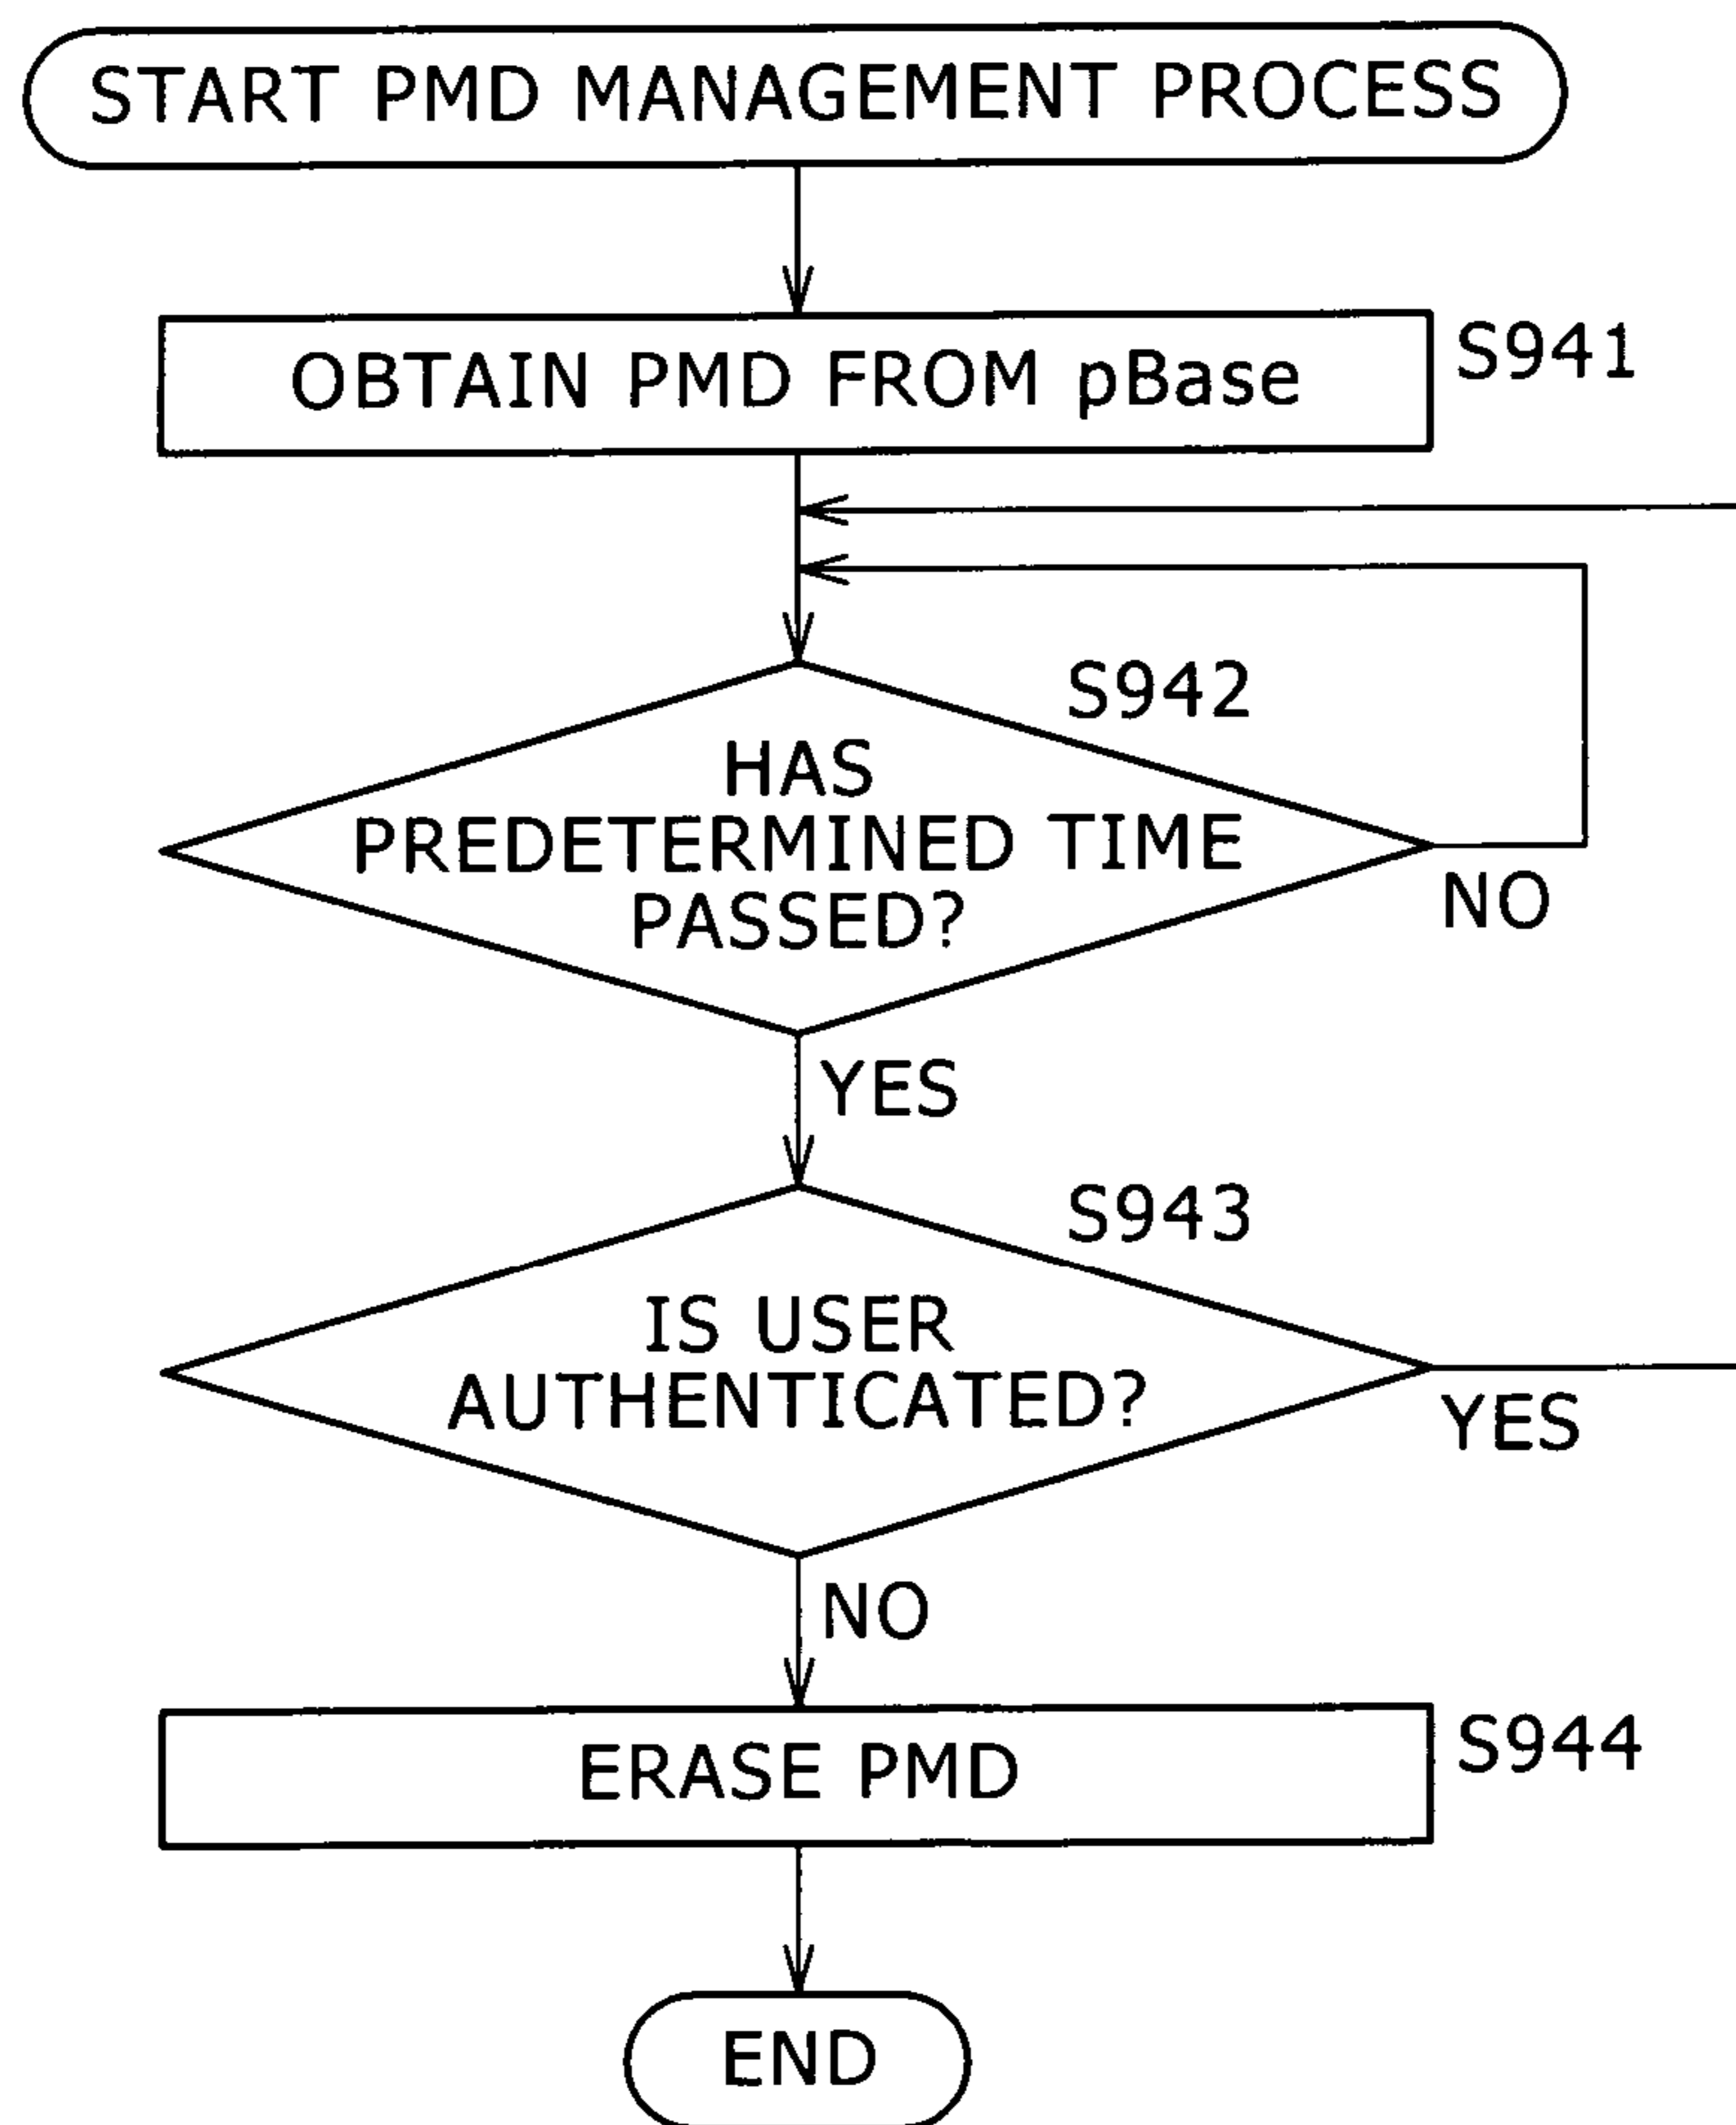 START PMD MANAGEMENT PROCESS
OBTAIN PMD FROM pBase
S941
S942
HAS
PREDETERMINED TIME
PASSED?
NO
YES
S943
IS USER
AUTHENTICATED?
YES
NO
ERASE PMD
S944
END